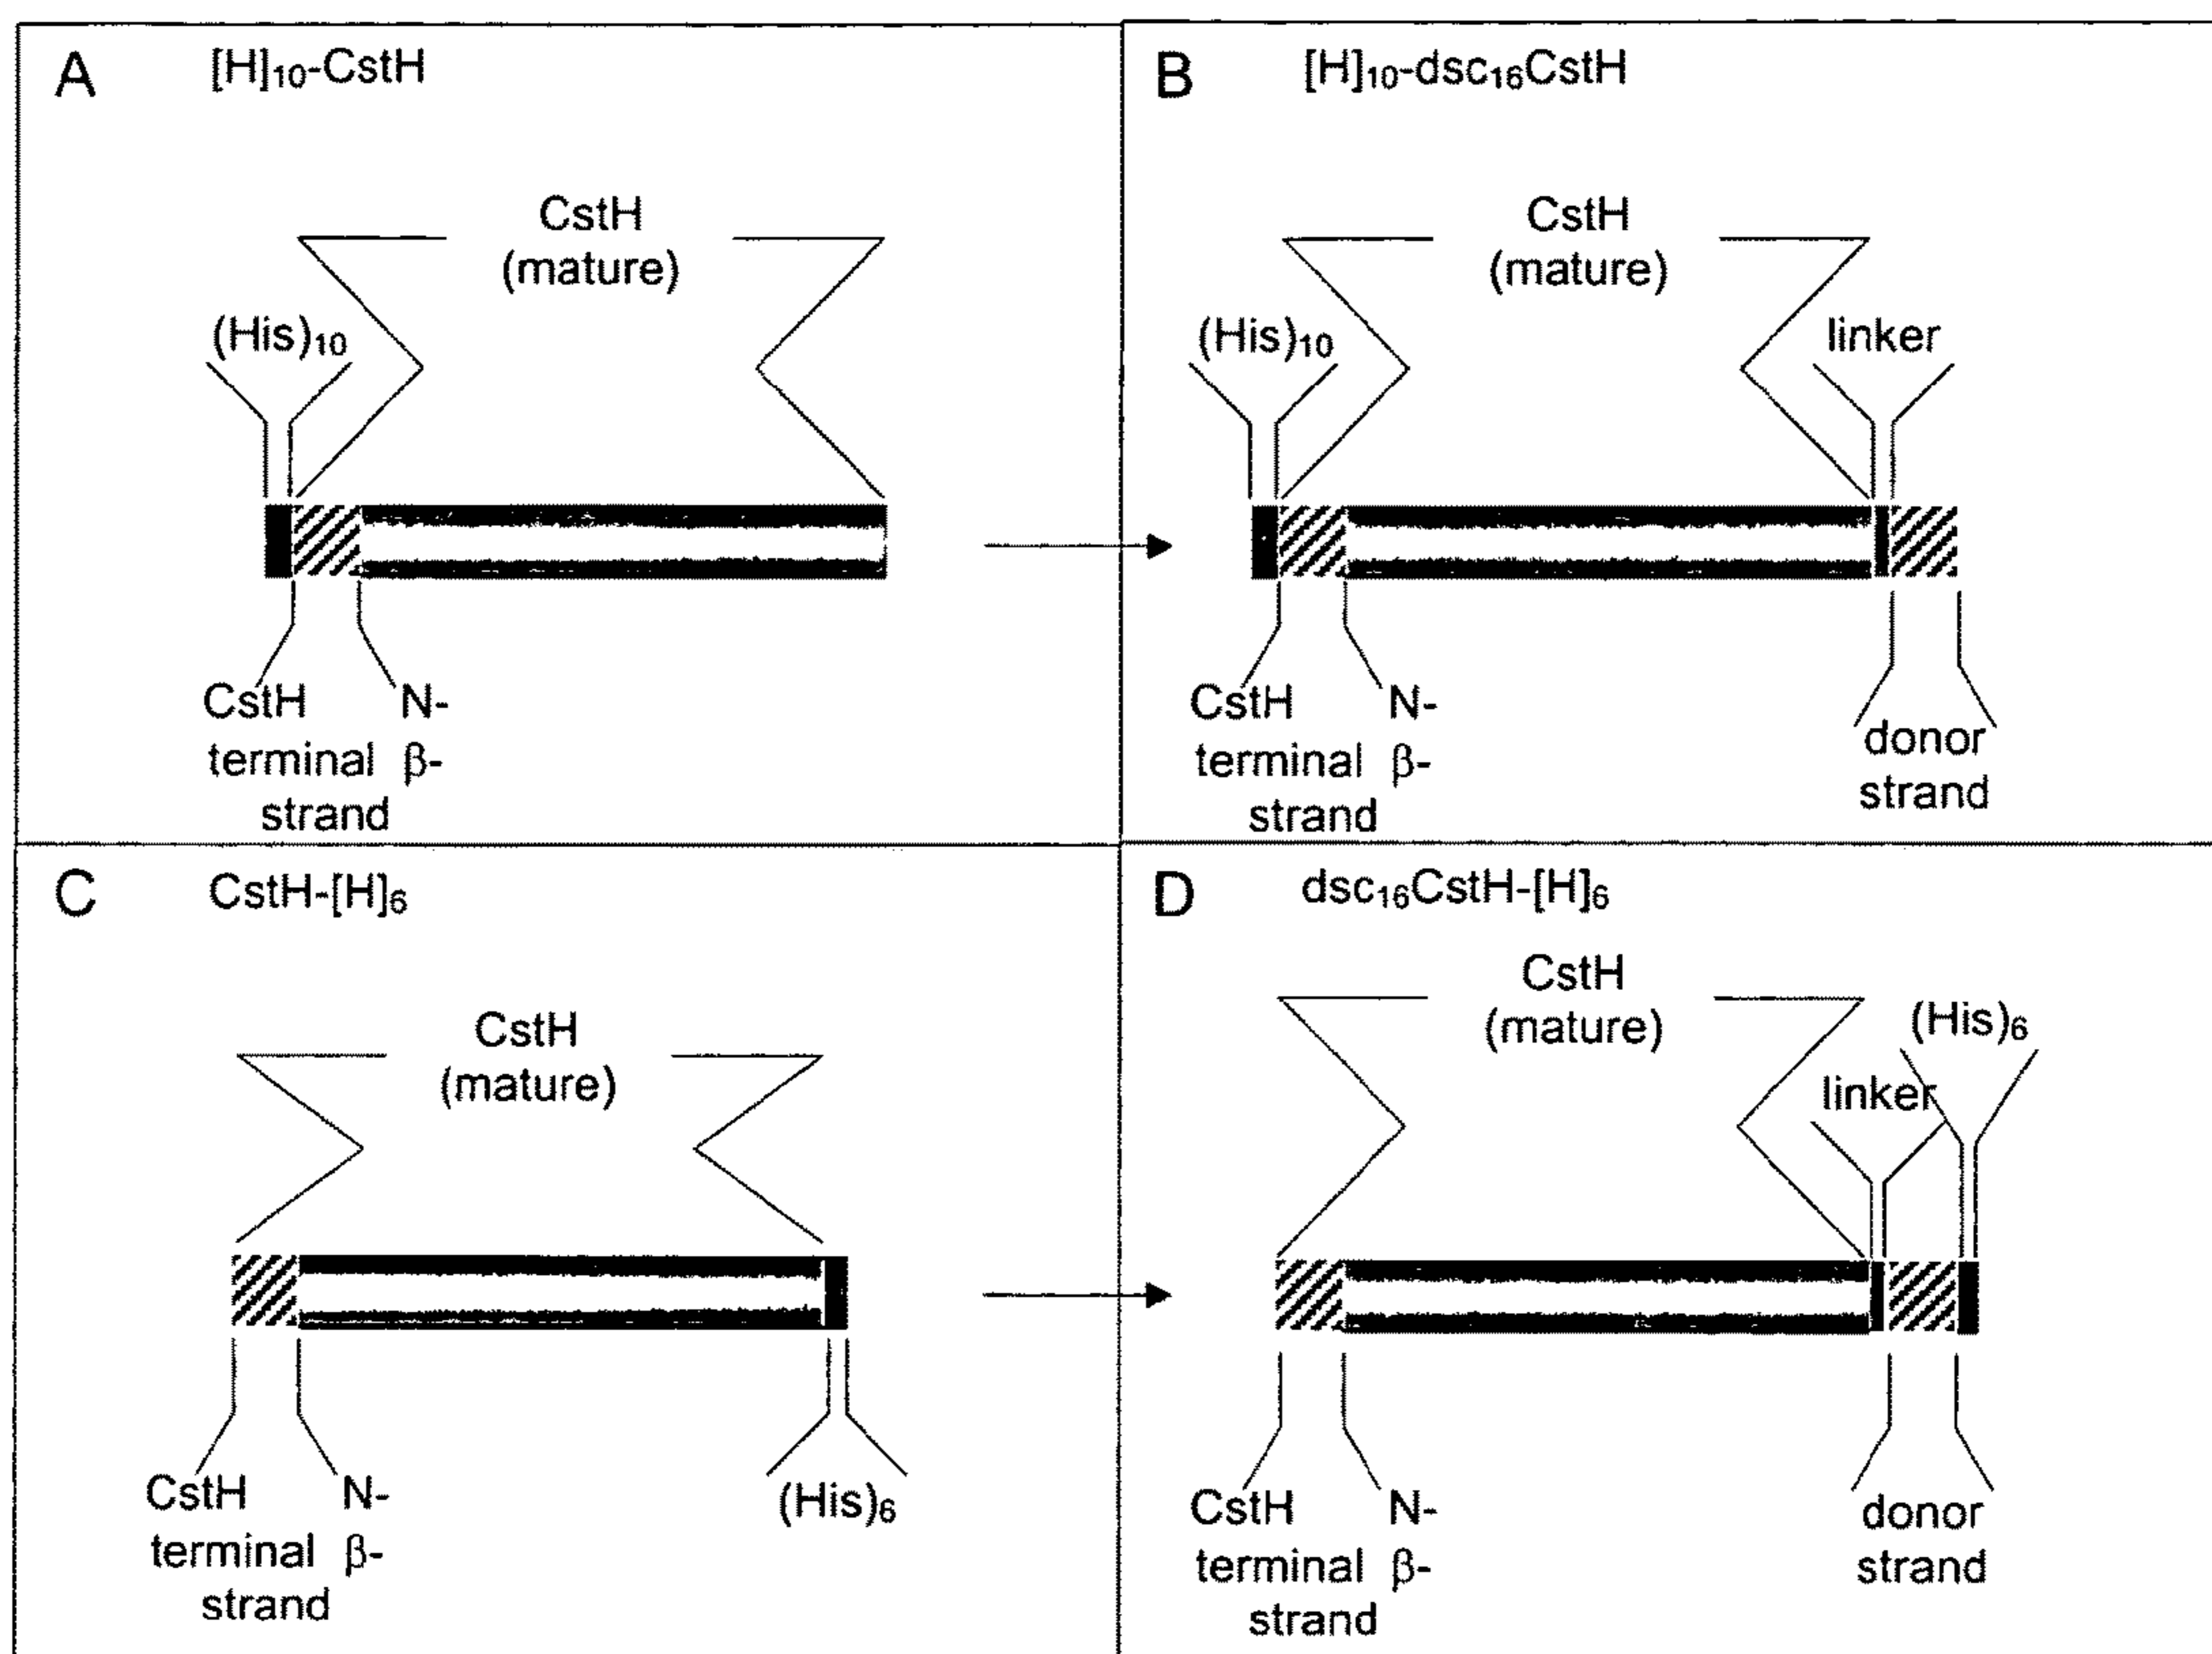 A [H]₁₀-CstH
CstH
(mature)
(His)₁₀
CstH N-
terminal β-
strand
B [H]₁₀-dsc₁₆CstH
CstH
(mature)
(His)₁₀
linker
CstH N-
terminal β-
strand
donor
strand
C CstH-[H]₆
CstH
(mature)
CstH N-
terminal β-
strand
(His)₆
D dsc₁₆CstH-[H]₆
CstH
(mature)
(His)₆
linker
CstH N-
terminal β-
strand
donor
strand